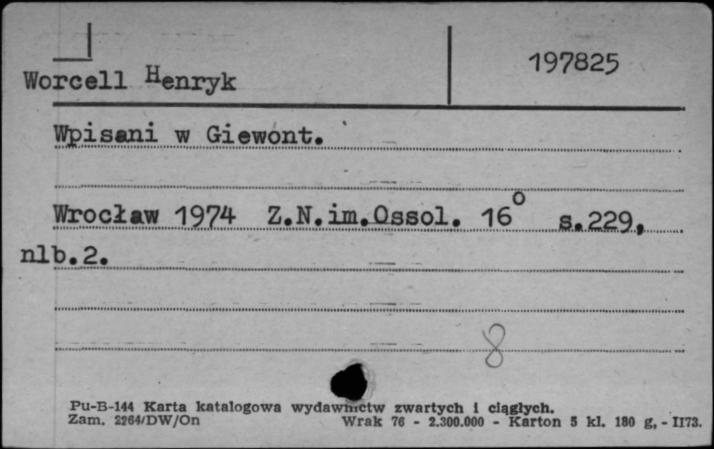 197825
Worcell Henryk
Wpisani w Giewont.
Wrocław 1974 Z.N.im.Ossol. 16° s.229,
nlb.2.
8
Pu-B-144 Karta katalogowa wydawnictw zwartych i ciągłych.
Zam. 2264/DW/On Wrak 76 - 2.300.000 - Karton 5 kl. 180 g, - II73.